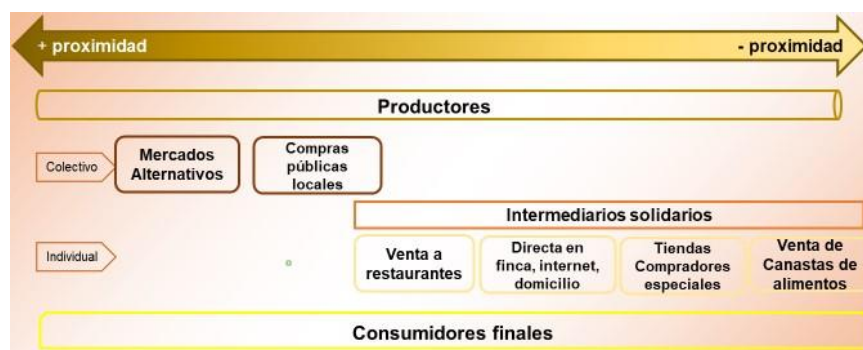 + proximidad
- proximidad
Productores
Colectivo
Mercados
Alternativos
Compras
públicas
locales
Intermediarios solidarios
Individual
Venta a
restaurantes
Directa en
finca, internet,
domicilio
Tiendas
Compradores
especiales
Venta de
Canastas de
alimentos
Consumidores finales